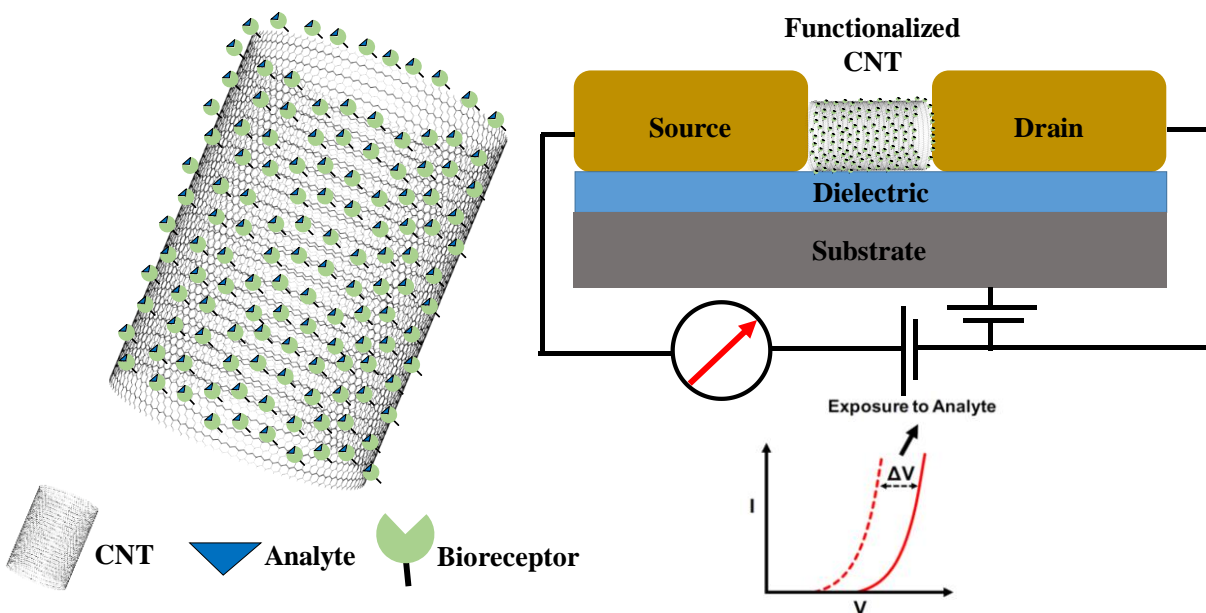 Functionalized
CNT
Source
Drain
Dielectric
Substrate
Exposure to Analyte
ΔV
I
V
CNT
Analyte
Bioreceptor